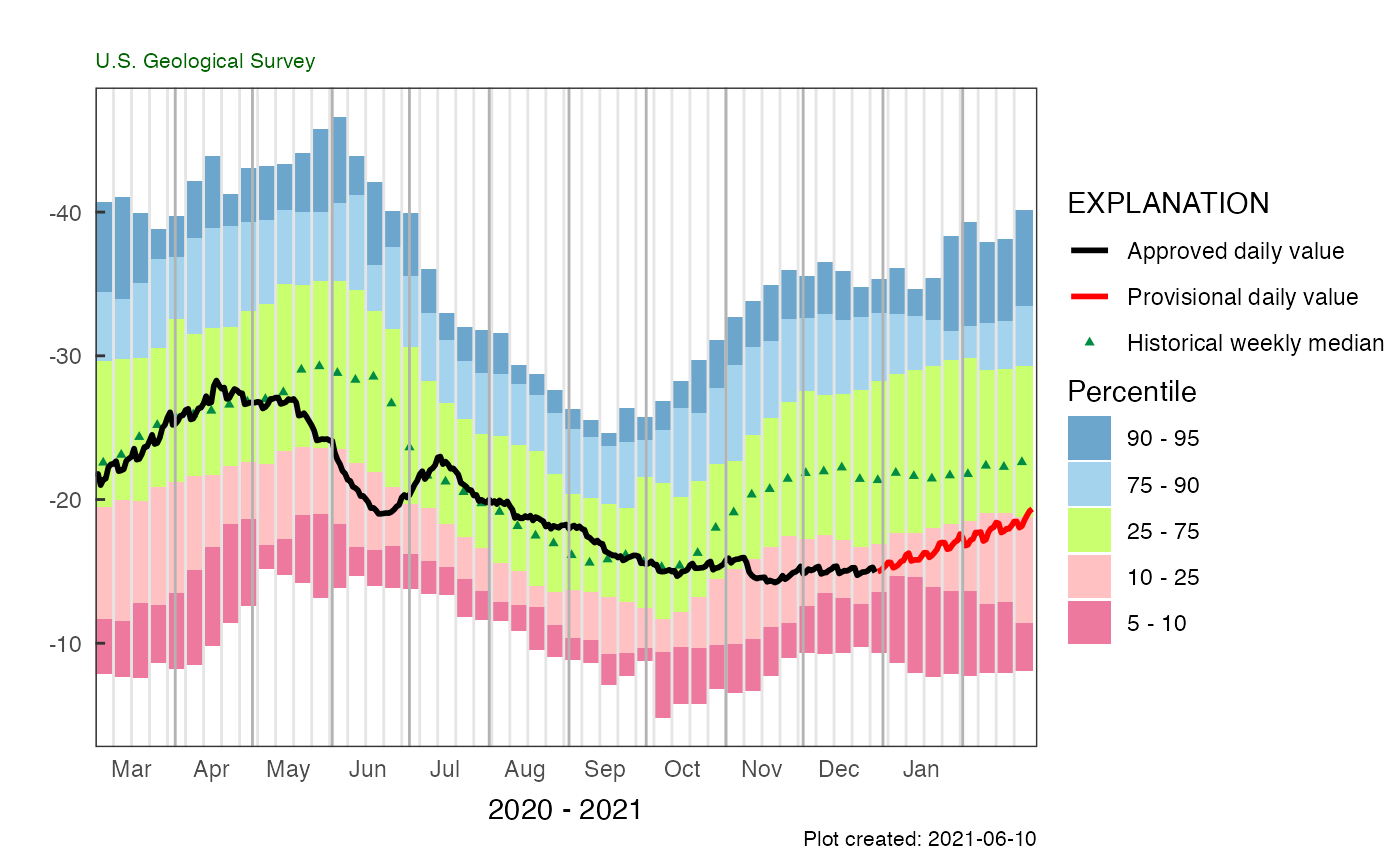 U.S. Geological Survey
-40
-30
-20
-10
Mar Apr May Jun Jul Aug Sep Oct Nov Dec Jan
2020 - 2021
Plot created: 2021-06-10
EXPLANATION
Approved daily value
Provisional daily value
Historical weekly median
Percentile
90 - 95
75 - 90
25 - 75
10 - 25
5 - 10